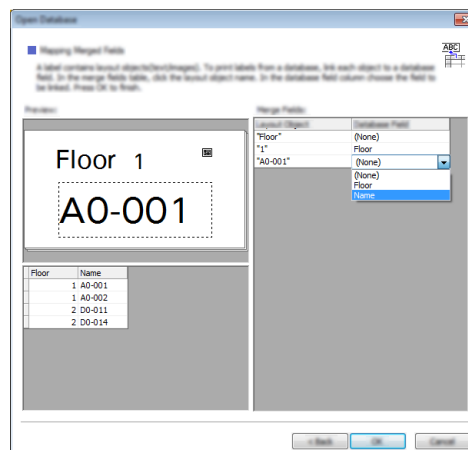 Open Database
Mapping Merged Fields
A label contains layout objects(text/images). To print labels from a database, link each object to a database
field. In the merge fields table, click the layout object name. In the database field column choose the field to
be linked. Press OK to finish.
ABC
Preview:
Floor 1
A0-001
Floor Name
1 A0-001
1 A0-002
2 D0-011
2 D0-014
Merge Fields:
Layout Object Database Field
"Floor" (None)
"1" Floor
"A0-001" (None)
(None)
Floor
Name
< Back OK Cancel